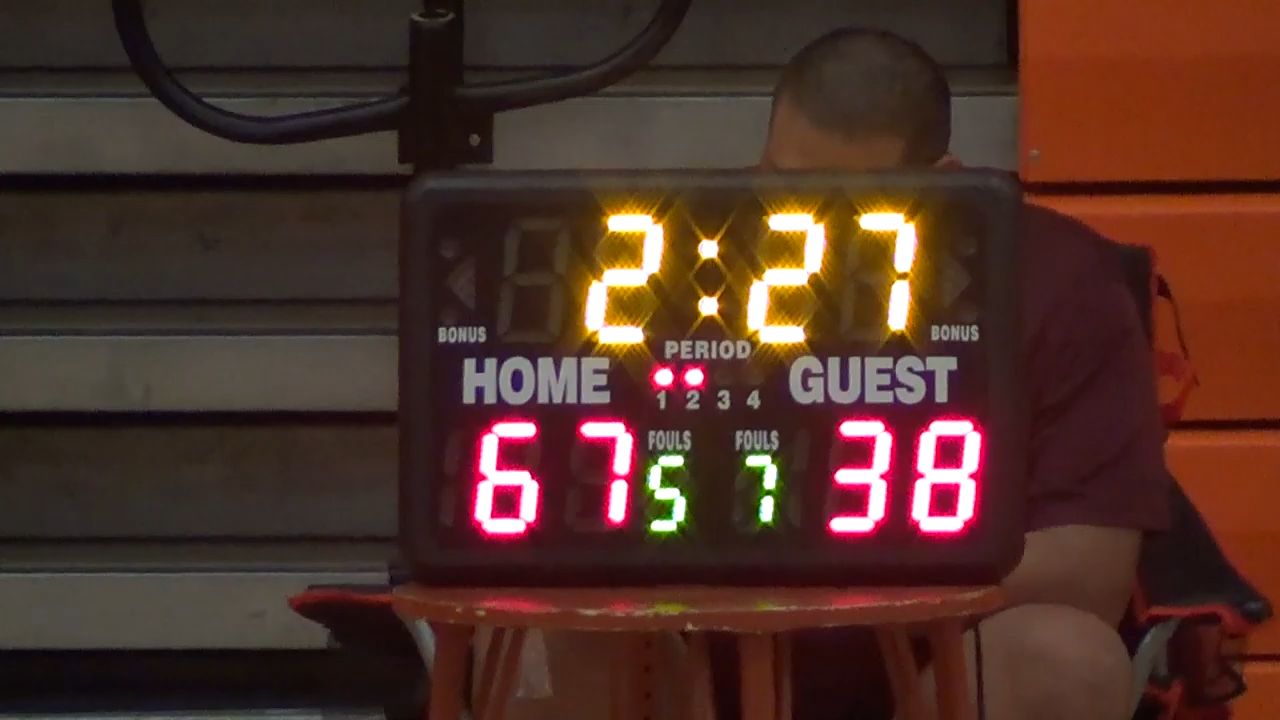 2:27
BONUS PERIOD BONUS
HOME GUEST
1 2 3 4
FOULS FOULS
67 5 7 38